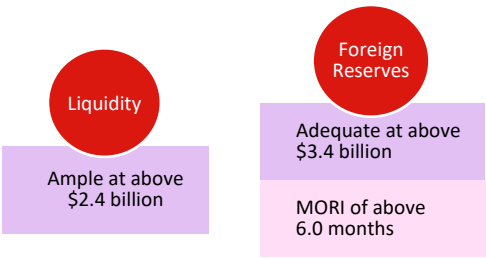 Liquidity
Ample at above
$2.4 billion
Foreign
Reserves
Adequate at above
$3.4 billion
MORI of above
6.0 months